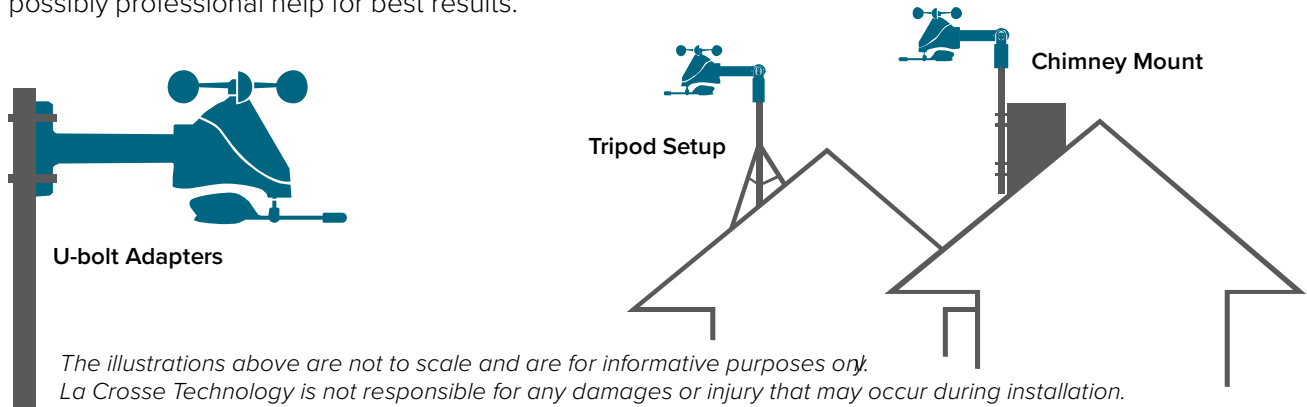 possibly professional help for best results.
Chimney Mount
Tripod Setup
U-bolt Adapters
The illustrations above are not to scale and are for informative purposes only.
La Crosse Technology is not responsible for any damages or injury that may occur during installation.